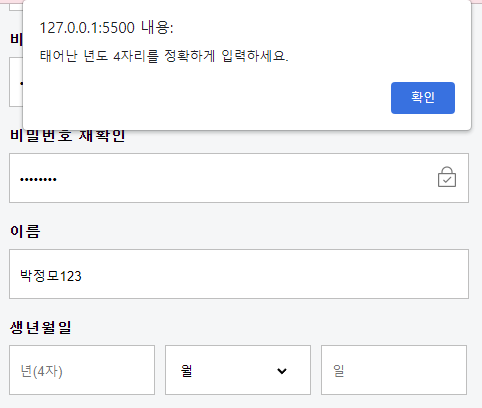 127.0.0.1:5500 내용:
태어난 년도 4자리를 정확하게 입력하세요.
확인
비밀번호 재확인
••••••••
이름
박정모123
생년월일
년(4자) 월 일